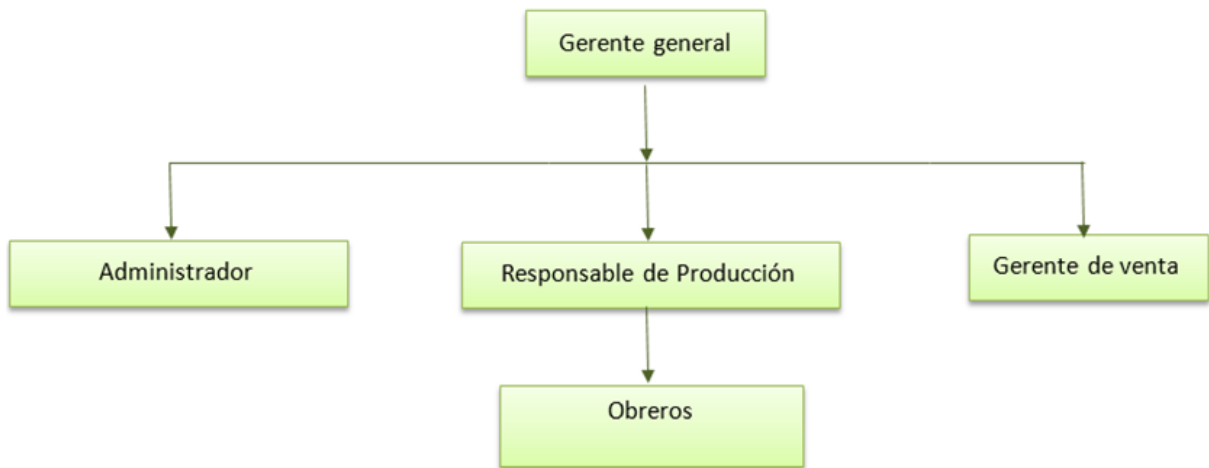 Gerente general
Administrador
Responsable de Producción
Gerente de venta
Obreros